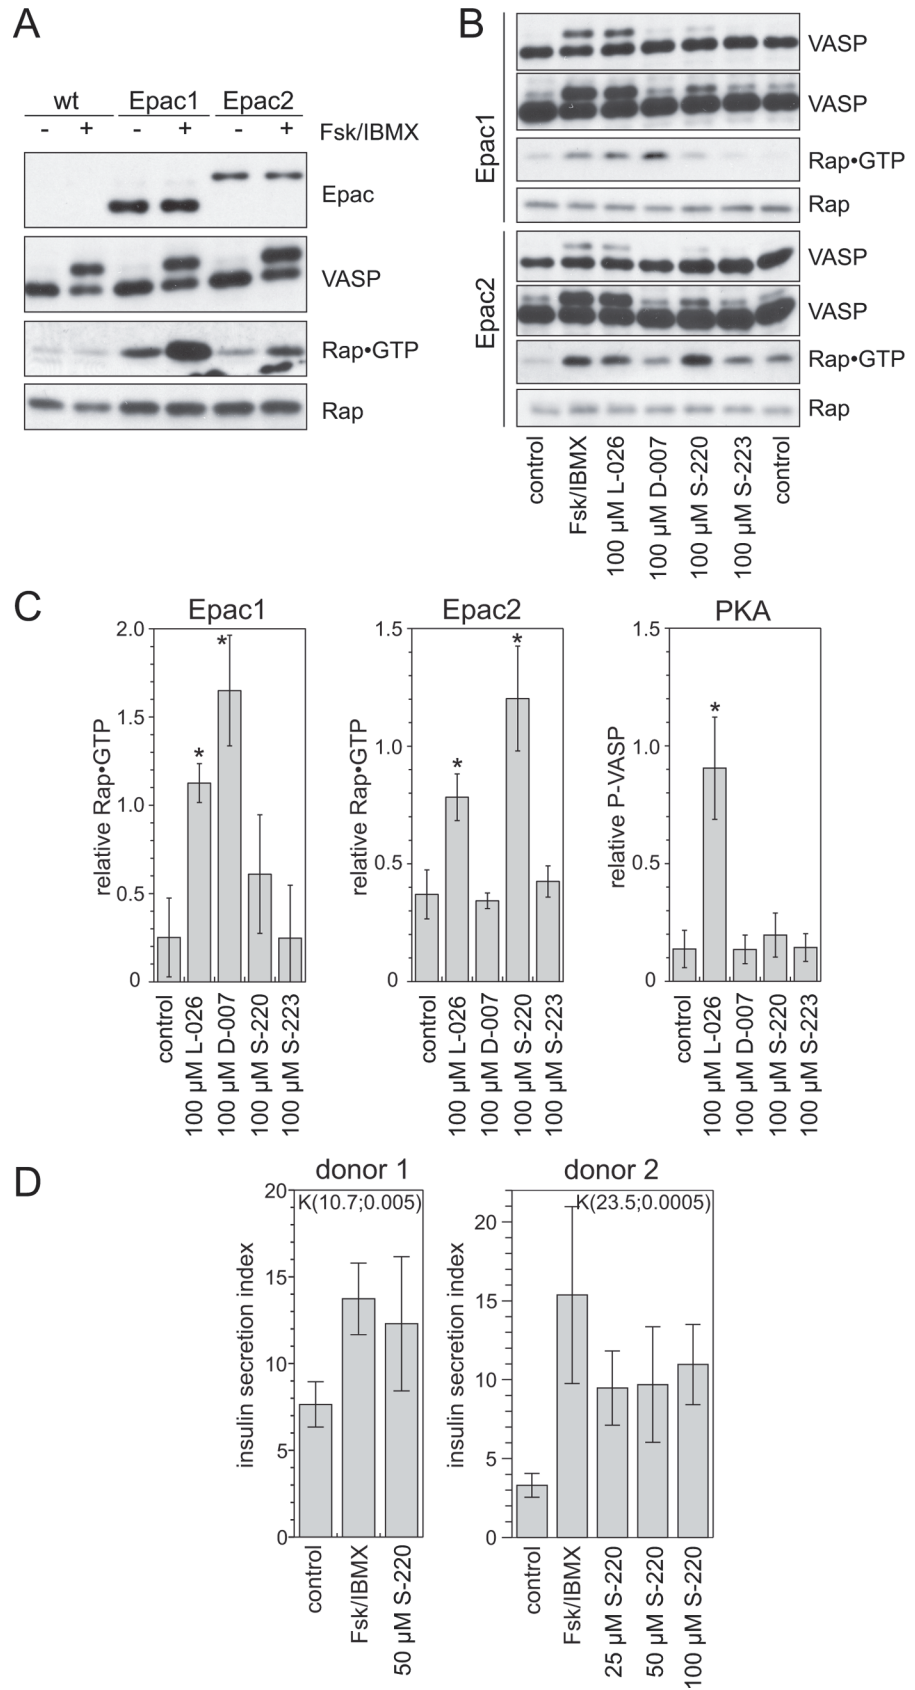 A
wt Epac1 Epac2
- + - + - + Fsk/IBMX
Epac
VASP
Rap•GTP
Rap
B
Epac1
VASP
VASP
Rap•GTP
Rap
Epac2
VASP
VASP
Rap•GTP
Rap
control
Fsk/IBMX
100 µM L-026
100 µM D-007
100 µM S-220
100 µM S-223
control
C
Epac1
relative Rap•GTP
2.0
1.5
1.0
0.5
0
*
*
control
100 µM L-026
100 µM D-007
100 µM S-220
100 µM S-223
Epac2
relative Rap•GTP
1.5
1.0
0.5
0
*
*
control
100 µM L-026
100 µM D-007
100 µM S-220
100 µM S-223
PKA
relative P-VASP
1.5
1.0
0.5
0
*
control
100 µM L-026
100 µM D-007
100 µM S-220
100 µM S-223
D
donor 1
K(10.7;0.005)
insulin secretion index
20
15
10
5
0
control
Fsk/IBMX
50 µM S-220
donor 2
K(23.5;0.0005)
insulin secretion index
20
15
10
5
0
control
Fsk/IBMX
25 µM S-220
50 µM S-220
100 µM S-220